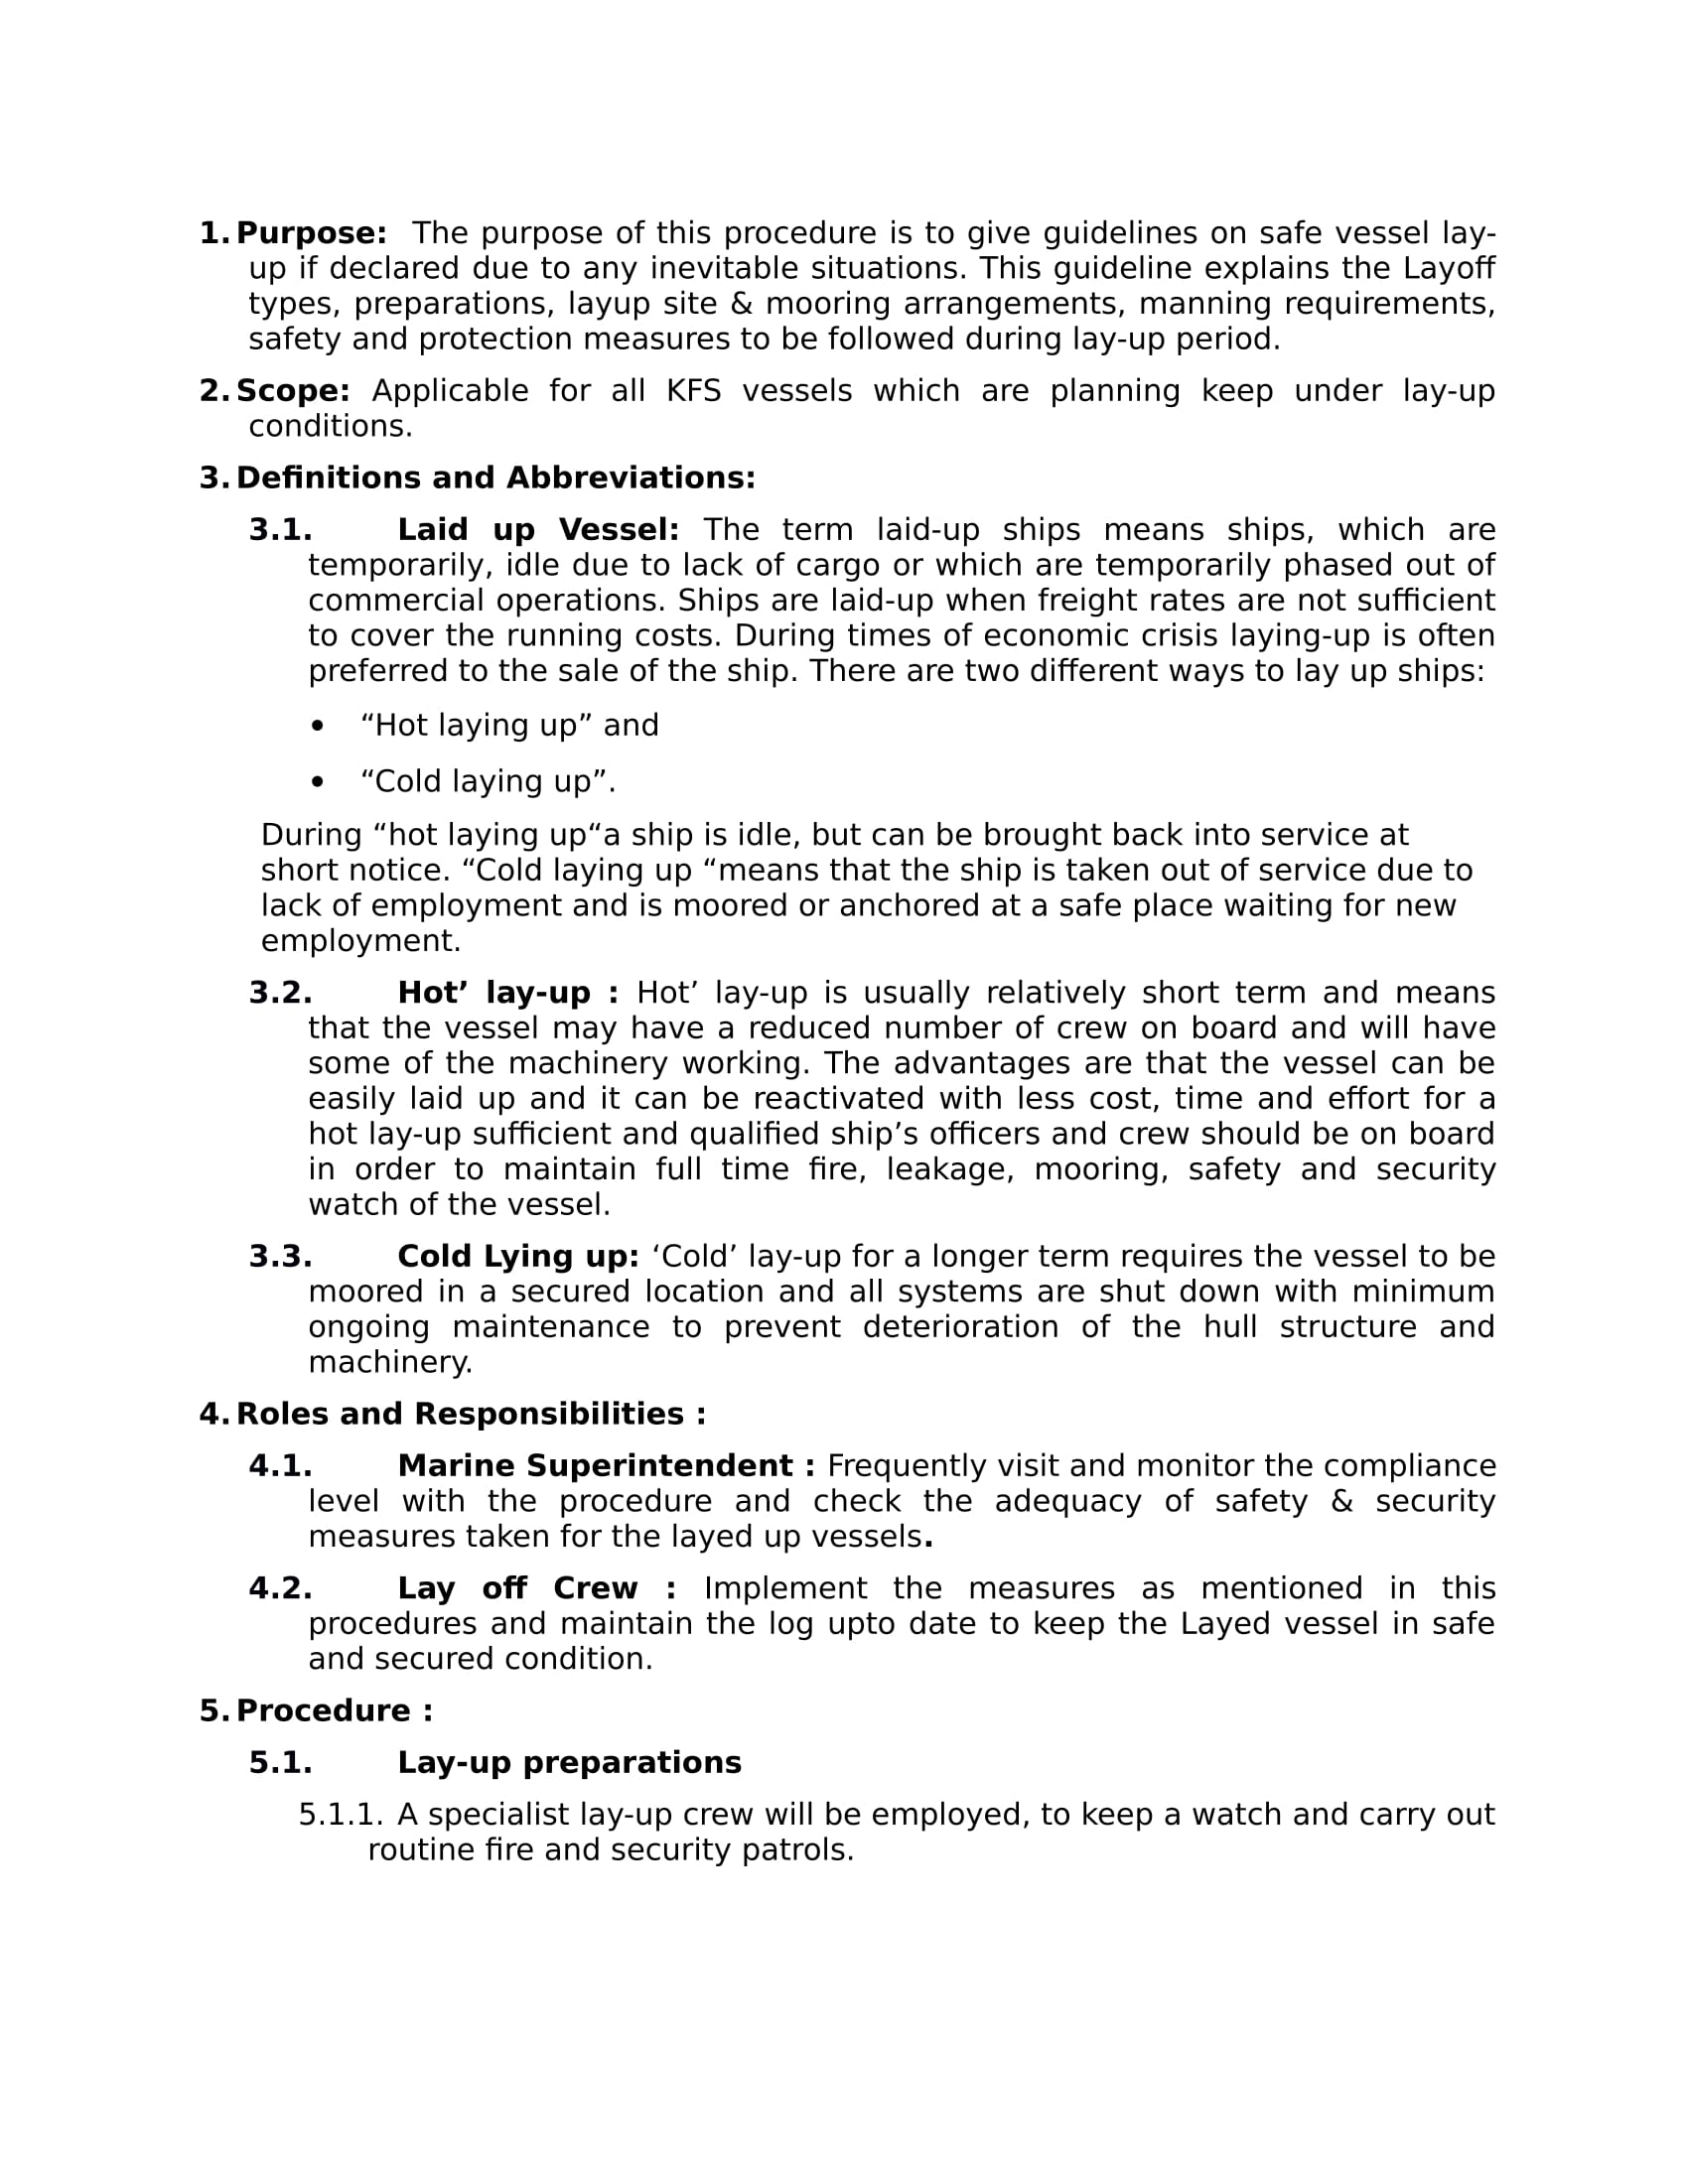 1. Purpose: The purpose of this procedure is to give guidelines on safe vessel lay-
up if declared due to any inevitable situations. This guideline explains the Layoff
types, preparations, layup site & mooring arrangements, manning requirements,
safety and protection measures to be followed during lay-up period.
2. Scope: Applicable for all KFS vessels which are planning keep under lay-up
conditions.
3. Definitions and Abbreviations:
3.1. Laid up Vessel: The term laid-up ships means ships, which are
temporarily, idle due to lack of cargo or which are temporarily phased out of
commercial operations. Ships are laid-up when freight rates are not sufficient
to cover the running costs. During times of economic crisis laying-up is often
preferred to the sale of the ship. There are two different ways to lay up ships:
• “Hot laying up” and
• “Cold laying up”.
During “hot laying up“a ship is idle, but can be brought back into service at
short notice. “Cold laying up “means that the ship is taken out of service due to
lack of employment and is moored or anchored at a safe place waiting for new
employment.
3.2. Hot’ lay-up : Hot’ lay-up is usually relatively short term and means
that the vessel may have a reduced number of crew on board and will have
some of the machinery working. The advantages are that the vessel can be
easily laid up and it can be reactivated with less cost, time and effort for a
hot lay-up sufficient and qualified ship’s officers and crew should be on board
in order to maintain full time fire, leakage, mooring, safety and security
watch of the vessel.
3.3. Cold Lying up: ‘Cold’ lay-up for a longer term requires the vessel to be
moored in a secured location and all systems are shut down with minimum
ongoing maintenance to prevent deterioration of the hull structure and
machinery.
4. Roles and Responsibilities :
4.1. Marine Superintendent : Frequently visit and monitor the compliance
level with the procedure and check the adequacy of safety & security
measures taken for the layed up vessels.
4.2. Lay off Crew : Implement the measures as mentioned in this
procedures and maintain the log upto date to keep the Layed vessel in safe
and secured condition.
5. Procedure :
5.1. Lay-up preparations
5.1.1. A specialist lay-up crew will be employed, to keep a watch and carry out
routine fire and security patrols.